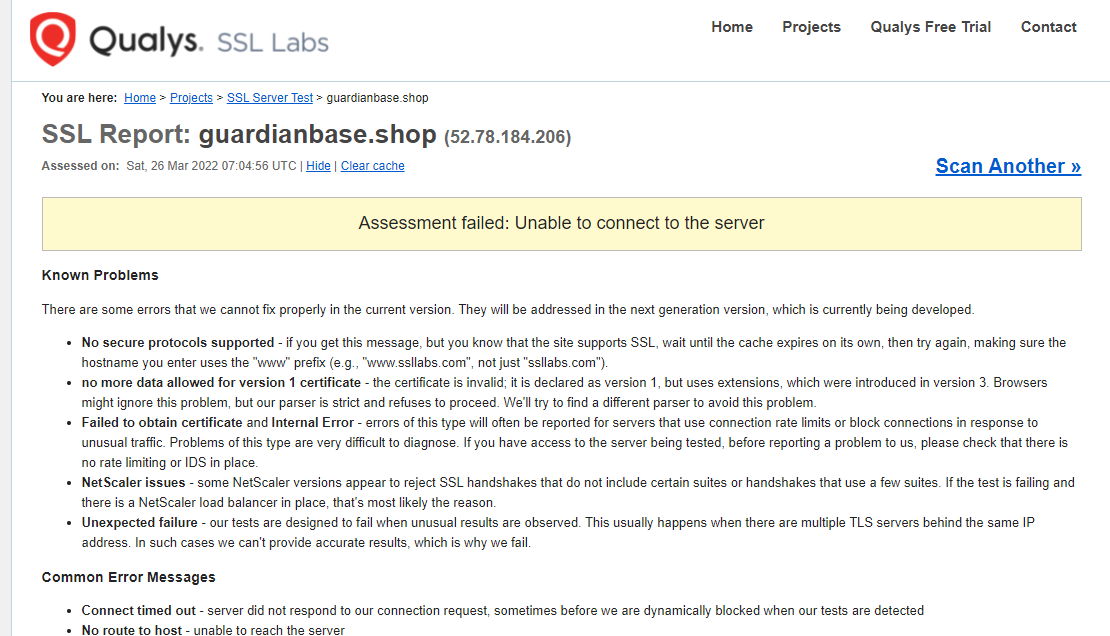 Qualys. SSL Labs
Home Projects Qualys Free Trial Contact
You are here: Home > Projects > SSL Server Test > guardianbase.shop
SSL Report: guardianbase.shop (52.78.184.206)
Assessed on: Sat, 26 Mar 2022 07:04:56 UTC | Hide | Clear cache
Scan Another »
Assessment failed: Unable to connect to the server
Known Problems
There are some errors that we cannot fix properly in the current version. They will be addressed in the next generation version, which is currently being developed.
• No secure protocols supported - if you get this message, but you know that the site supports SSL, wait until the cache expires on its own, then try again, making sure the
hostname you enter uses the "www" prefix (e.g., "www.ssllabs.com", not just "ssllabs.com").
• no more data allowed for version 1 certificate - the certificate is invalid; it is declared as version 1, but uses extensions, which were introduced in version 3. Browsers
might ignore this problem, but our parser is strict and refuses to proceed. We'll try to find a different parser to avoid this problem.
• Failed to obtain certificate and Internal Error - errors of this type will often be reported for servers that use connection rate limits or block connections in response to
unusual traffic. Problems of this type are very difficult to diagnose. If you have access to the server being tested, before reporting a problem to us, please check that there is
no rate limiting or IDS in place.
• NetScaler issues - some NetScaler versions appear to reject SSL handshakes that do not include certain suites or handshakes that use a few suites. If the test is failing and
there is a NetScaler load balancer in place, that's most likely the reason.
• Unexpected failure - our tests are designed to fail when unusual results are observed. This usually happens when there are multiple TLS servers behind the same IP
address. In such cases we can't provide accurate results, which is why we fail.
Common Error Messages
• Connect timed out - server did not respond to our connection request, sometimes before we are dynamically blocked when our tests are detected
• No route to host - unable to reach the server